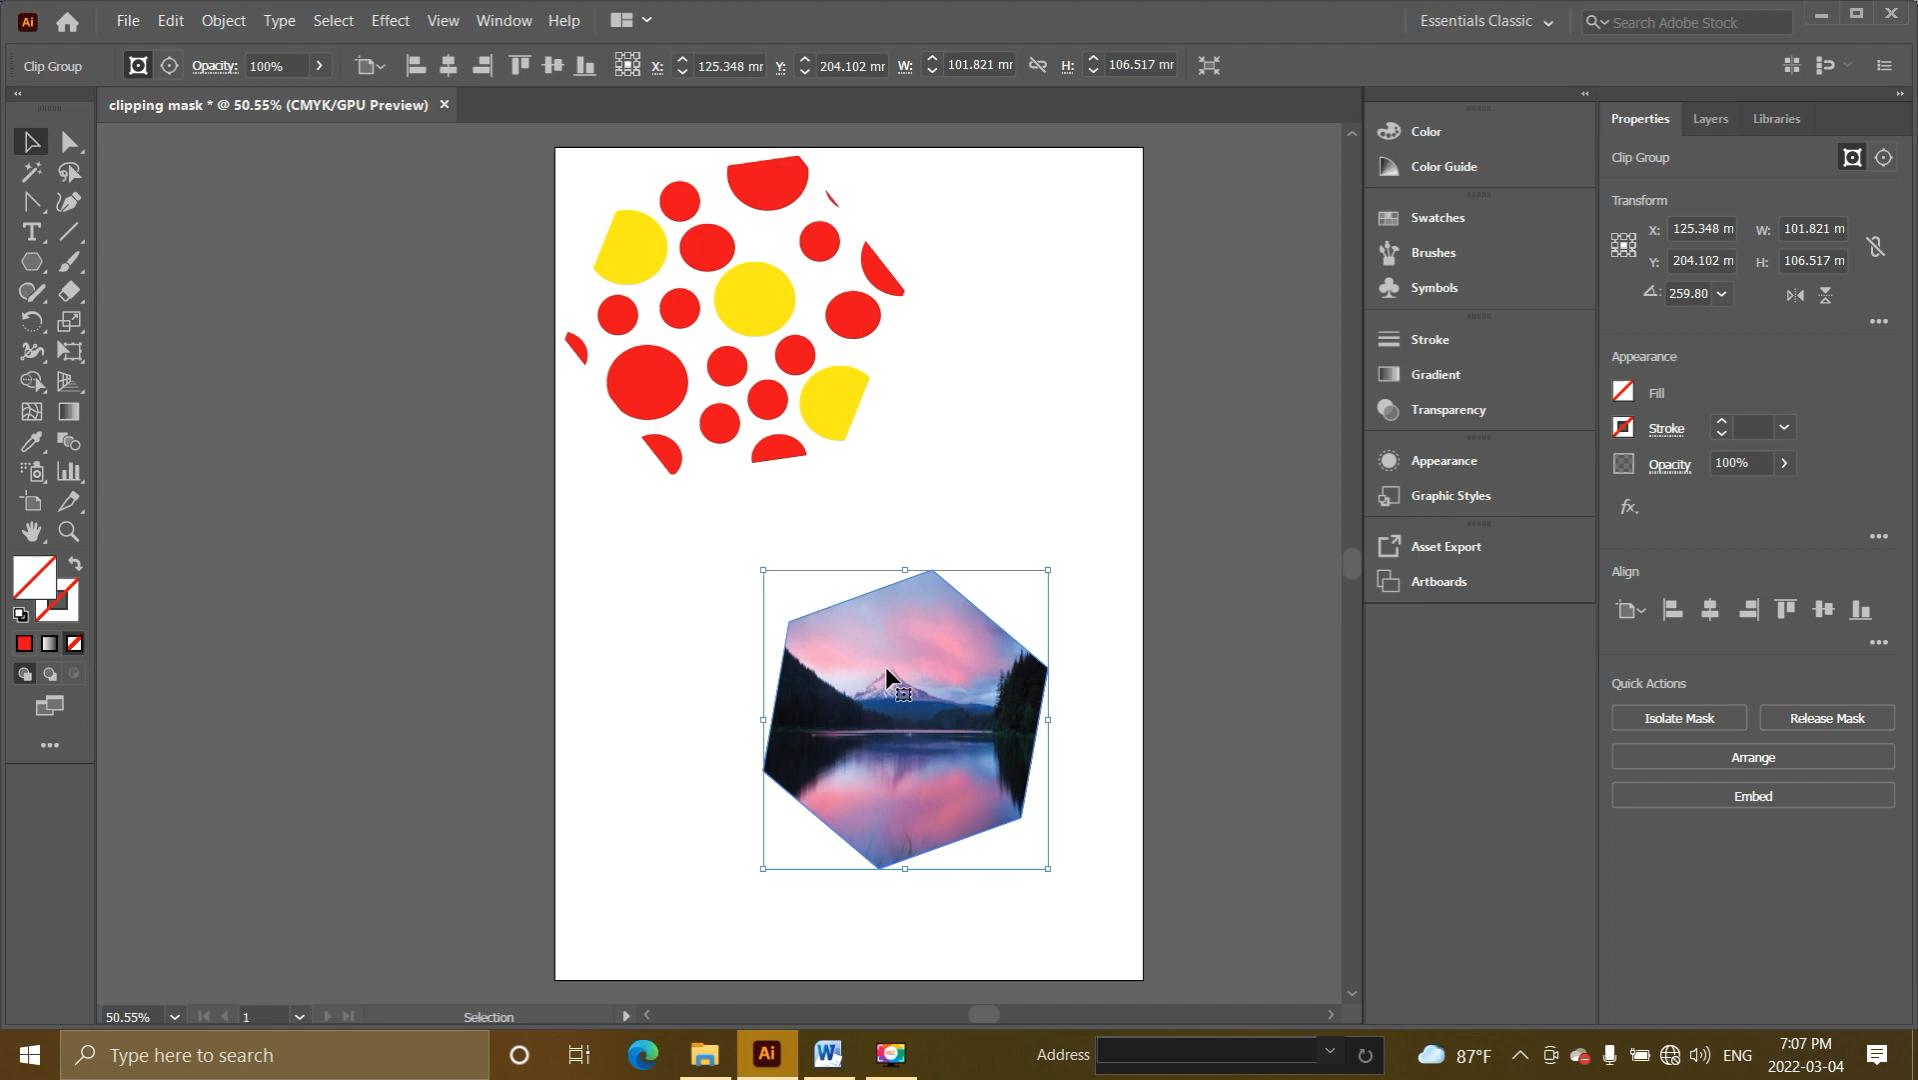 Ai File Edit Object Type Select Effect View Window Help Essentials Classic Search Adobe Stock
Clip Group Opacity: 100% X: 125.348 mr Y: 204.102 mr W: 101.821 mr H: 106.517 mr
clipping mask * @ 50.55% (CMYK/GPU Preview)
Color
Color Guide
Swatches
Brushes
Symbols
Stroke
Gradient
Transparency
Appearance
Graphic Styles
Asset Export
Artboards
Properties Layers Libraries
Clip Group
Transform
X: 125.348 m W: 101.821 m
Y: 204.102 m H: 106.517 m
259.80
Appearance
Fill
Stroke
Opacity 100%
fx.
Align
Quick Actions
Isolate Mask Release Mask
Arrange
Embed
50.55% 1 Selection
Type here to search Ai Address 87°F ENG 7:07 PM
2022-03-04